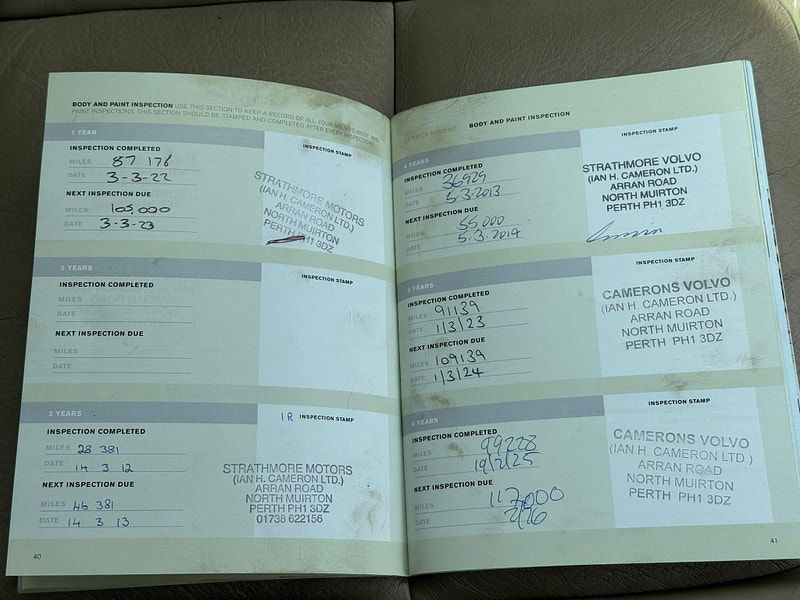 BODY AND PAINT INSPECTION USE THIS SECTION TO KEEP A RECORD OF ALL YOUR VOLVO'S BODY AND
PAINT INSPECTIONS. THIS SECTION SHOULD BE STAMPED AND COMPLETED AFTER EVERY INSPECTION.
1 YEAR
INSPECTION COMPLETED
MILES 87 178
DATE 3-3-22
NEXT INSPECTION DUE
MILES 105,000
DATE 3-3-23
INSPECTION STAMP
STRATHMORE MOTORS
(IAN H. CAMERON LTD.)
ARRAN ROAD
NORTH MUIRTON
PERTH PH1 3DZ
2 YEARS
INSPECTION COMPLETED
MILES
DATE
NEXT INSPECTION DUE
MILES
DATE
INSPECTION STAMP
3 YEARS
INSPECTION COMPLETED
MILES 28 381
DATE 14 3 12
NEXT INSPECTION DUE
MILES 46 381
DATE 14 3 13
IR INSPECTION STAMP
STRATHMORE MOTORS
(IAN H. CAMERON LTD.)
ARRAN ROAD
NORTH MUIRTON
PERTH PH1 3DZ
01738 622156
40
SERVICE RECORD BODY AND PAINT INSPECTION
4 YEARS
INSPECTION COMPLETED
MILES 36929
DATE 5.3.2013
NEXT INSPECTION DUE
MILES 55.000
DATE 5.3.2014
INSPECTION STAMP
STRATHMORE VOLVO
(IAN H. CAMERON LTD.)
ARRAN ROAD
NORTH MUIRTON
PERTH PH1 3DZ
5 YEARS
INSPECTION COMPLETED
MILES 91139
DATE 1/3/23
NEXT INSPECTION DUE
MILES 109139
DATE 1/3/24
INSPECTION STAMP
CAMERONS VOLVO
(IAN H. CAMERON LTD.)
ARRAN ROAD
NORTH MUIRTON
PERTH PH1 3DZ
6 YEARS
INSPECTION COMPLETED
MILES 99228
DATE 19/2/25
NEXT INSPECTION DUE
MILES 117,000
DATE 2/26
INSPECTION STAMP
CAMERONS VOLVO
(IAN H. CAMERON LTD.)
ARRAN ROAD
NORTH MUIRTON
PERTH PH1 3DZ
41